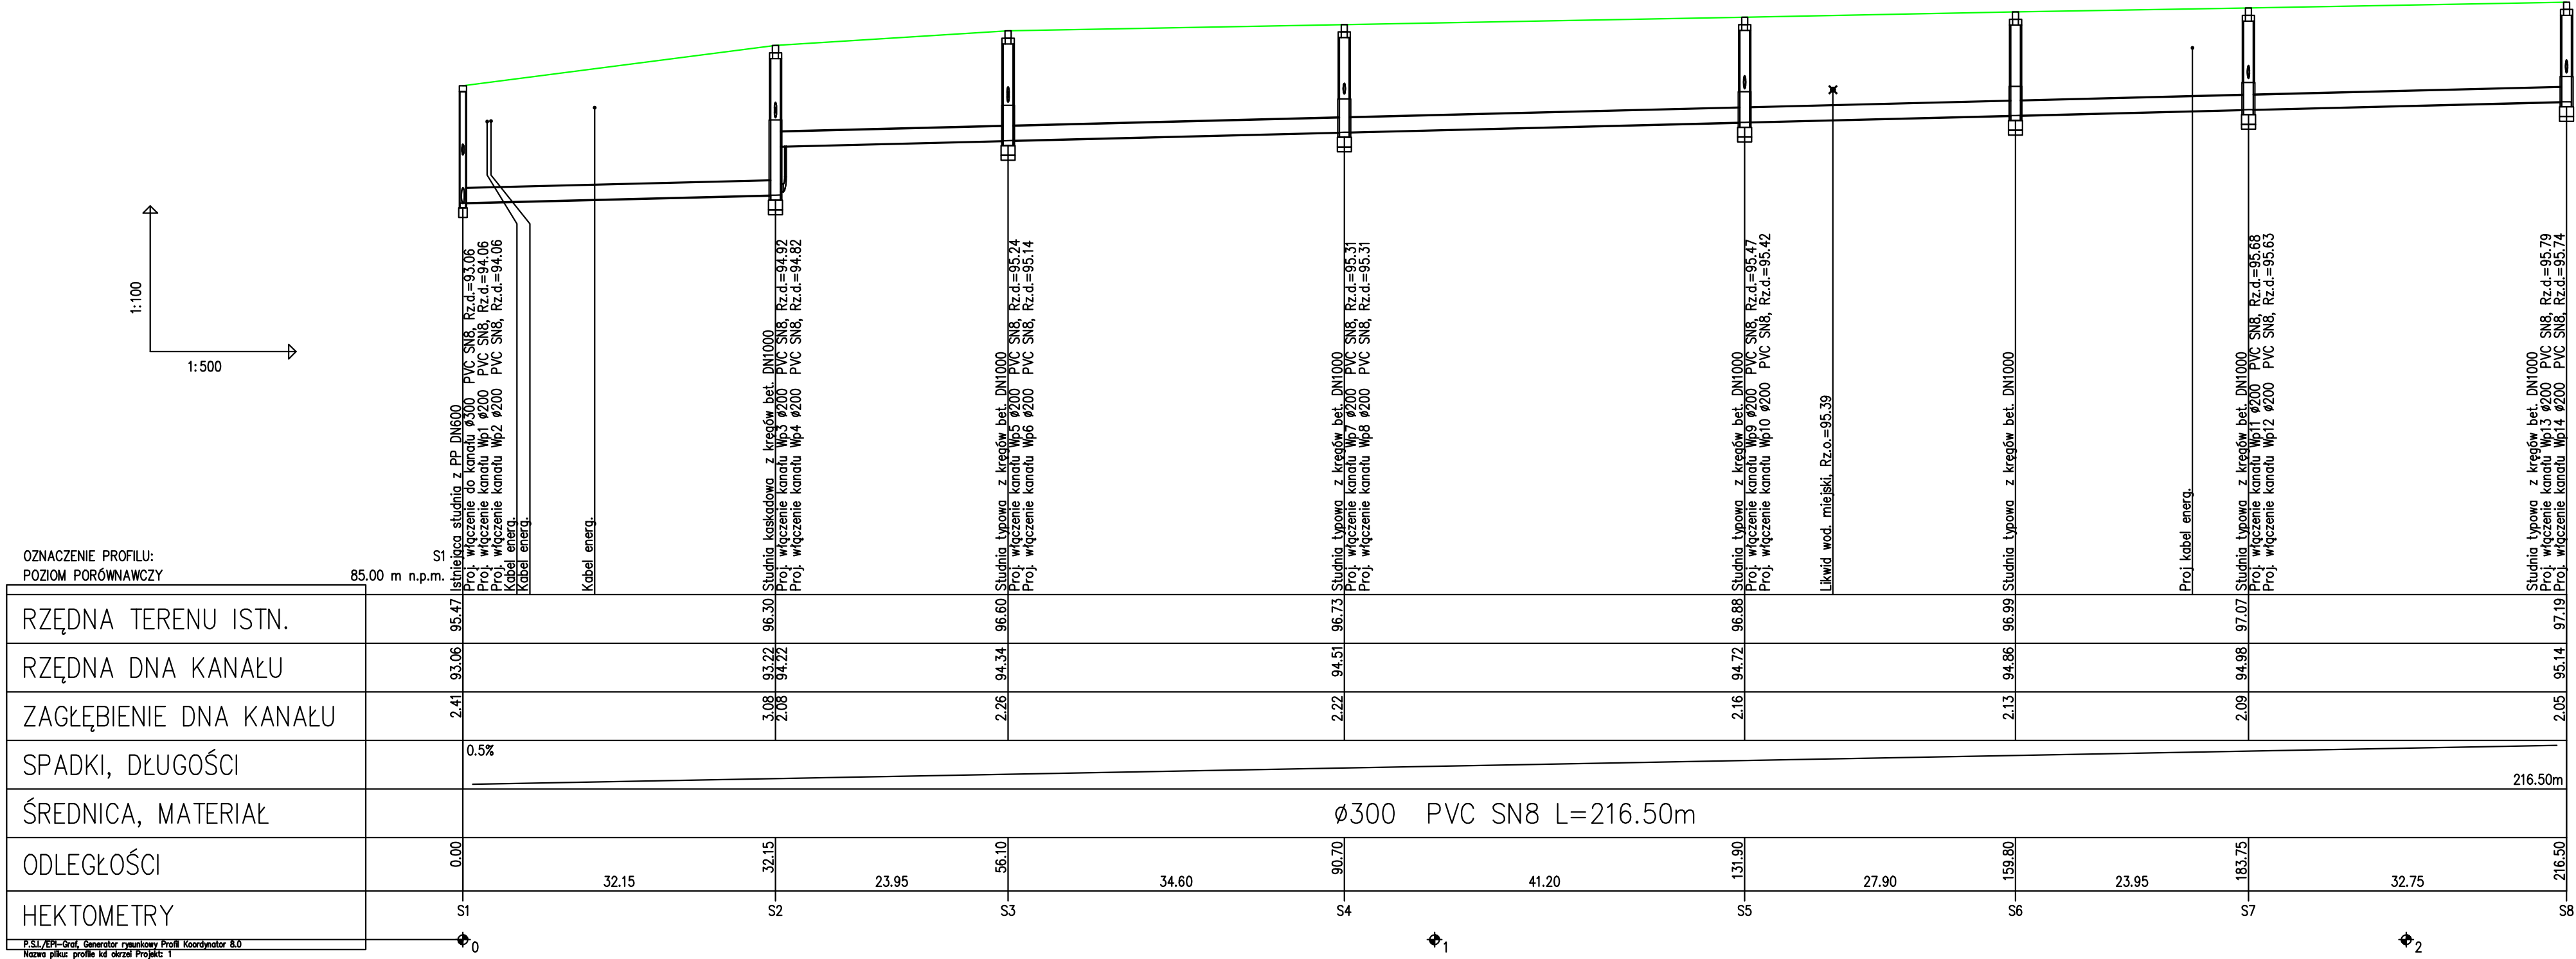 1:100
1:500
OZNACZENIE PROFILU:
S1
POZIOM PORÓWNAWCZY
85.00 m n.p.m.
Istniejąca studnia z PP DN600
Proj. włączenie do kanału ø300 PVC SN8, Rz.d.=93.06
Proj. włączenie kanału Wp1 ø200 PVC SN8, Rz.d.=94.06
Proj. włączenie kanału Wp2 ø200 PVC SN8, Rz.d.=94.06
Kabel energ.
Kabel energ.
Kabel energ.
Studnia kaskadowa z kręgów bet. DN1000
Proj. włączenie kanału Wp3 ø200 PVC SN8, Rz.d.=94.92
Proj. włączenie kanału Wp4 ø200 PVC SN8, Rz.d.=94.82
Studnia typowa z kręgów bet. DN1000
Proj. włączenie kanału Wp5 ø200 PVC SN8, Rz.d.=95.24
Proj. włączenie kanału Wp6 ø200 PVC SN8, Rz.d.=95.14
Studnia typowa z kręgów bet. DN1000
Proj. włączenie kanału Wp7 ø200 PVC SN8, Rz.d.=95.31
Proj. włączenie kanału Wp8 ø200 PVC SN8, Rz.d.=95.31
Studnia typowa z kręgów bet. DN1000
Proj. włączenie kanału Wp9 ø200 PVC SN8, Rz.d.=95.47
Proj. włączenie kanału Wp10 ø200 PVC SN8, Rz.d.=95.42
Likwid wod. miejski, Rz.o.=95.39
Studnia typowa z kręgów bet. DN1000
Proj kabel energ.
Studnia typowa z kręgów bet. DN1000
Proj. włączenie kanału Wp11 ø200 PVC SN8, Rz.d.=95.68
Proj. włączenie kanału Wp12 ø200 PVC SN8, Rz.d.=95.63
Studnia typowa z kręgów bet. DN1000
Proj. włączenie kanału Wp13 ø200 PVC SN8, Rz.d.=95.79
Proj. włączenie kanału Wp14 ø200 PVC SN8, Rz.d.=95.74
RZĘDNA TERENU ISTN.
95.47 96.30 96.60 96.73 96.88 96.99 97.07 97.19
RZĘDNA DNA KANAŁU
93.06 93.22 94.22 94.34 94.51 94.72 94.86 94.98 95.14
ZAGŁĘBIENIE DNA KANAŁU
2.41 3.08 2.08 2.26 2.22 2.16 2.13 2.09 2.05
SPADKI, DŁUGOŚCI
0.5%
216.50m
ŚREDNICA, MATERIAŁ
ø300 PVC SN8 L=216.50m
ODLEGŁOŚCI
0.00 32.15 56.10 90.70 131.90 159.80 183.75 216.50
32.15 23.95 34.60 41.20 27.90 23.95 32.75
HEKTOMETRY
S1 S2 S3 S4 S5 S6 S7 S8
0 1 2
P.S.I./EPI-Graf, Generator rysunkowy Profil Koordynator 8.0
Nazwa pliku: profile kd okrzei Projekt: 1